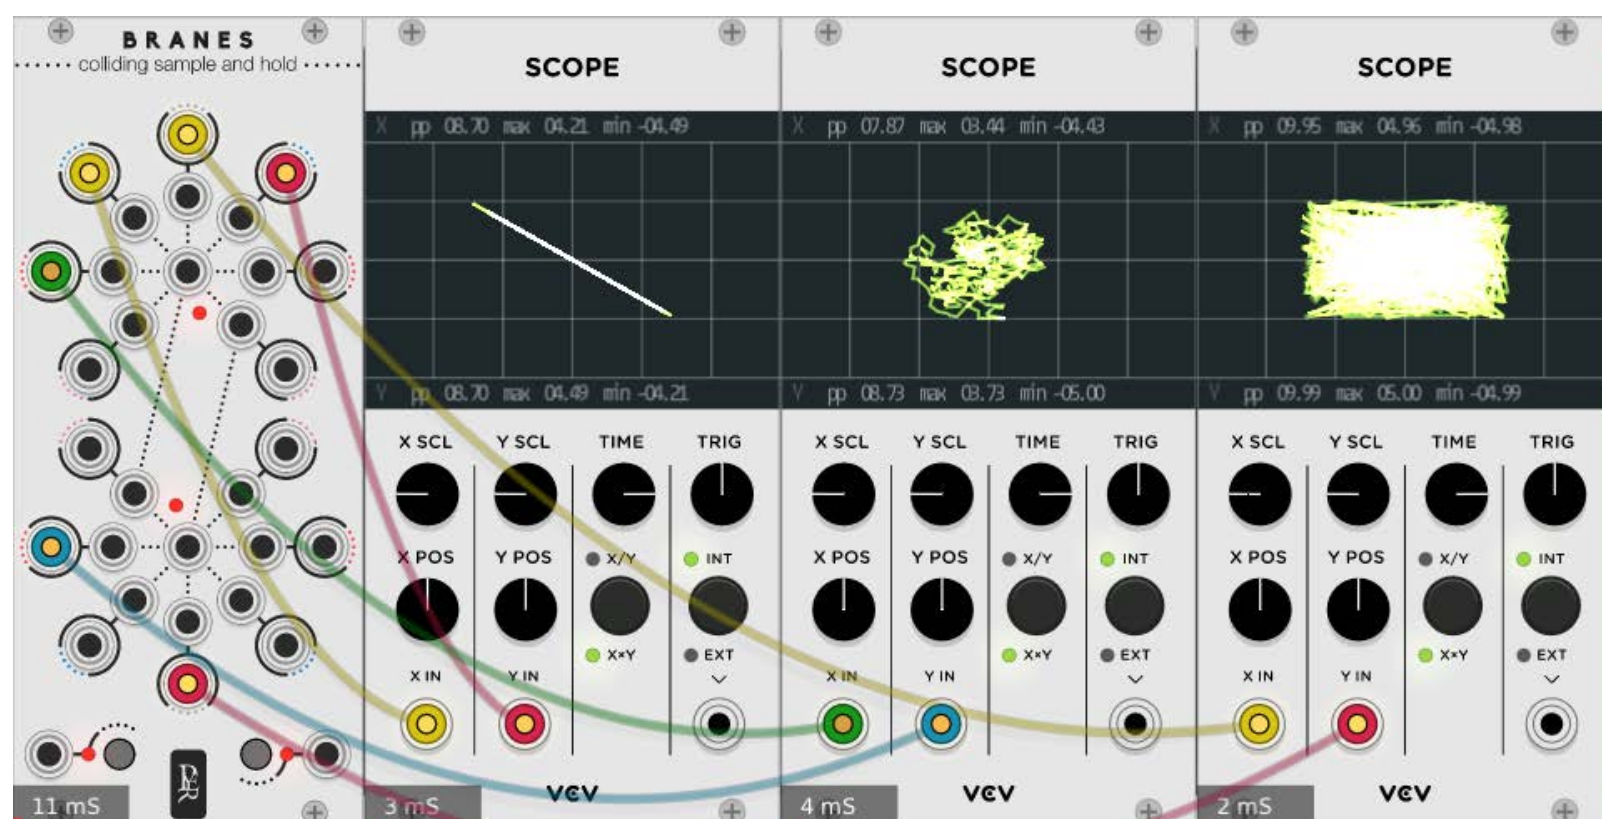 BRANES
colliding sample and hold
11 mS
SCOPE
X pp 08.70 max 04.21 min -04.49
Y pp 08.70 max 04.49 min -04.21
X SCL Y SCL TIME TRIG
X POS Y POS X/Y INT
X×Y EXT
X IN Y IN
VCV
3 mS
SCOPE
X pp 07.87 max 03.44 min -04.43
Y pp 08.73 max 03.73 min -05.00
X SCL Y SCL TIME TRIG
X POS Y POS X/Y INT
X×Y EXT
X IN Y IN
VCV
4 mS
SCOPE
X pp 09.95 max 04.96 min -04.98
Y pp 09.99 max 05.00 min -04.99
X SCL Y SCL TIME TRIG
X POS Y POS X/Y INT
X×Y EXT
X IN Y IN
VCV
2 mS